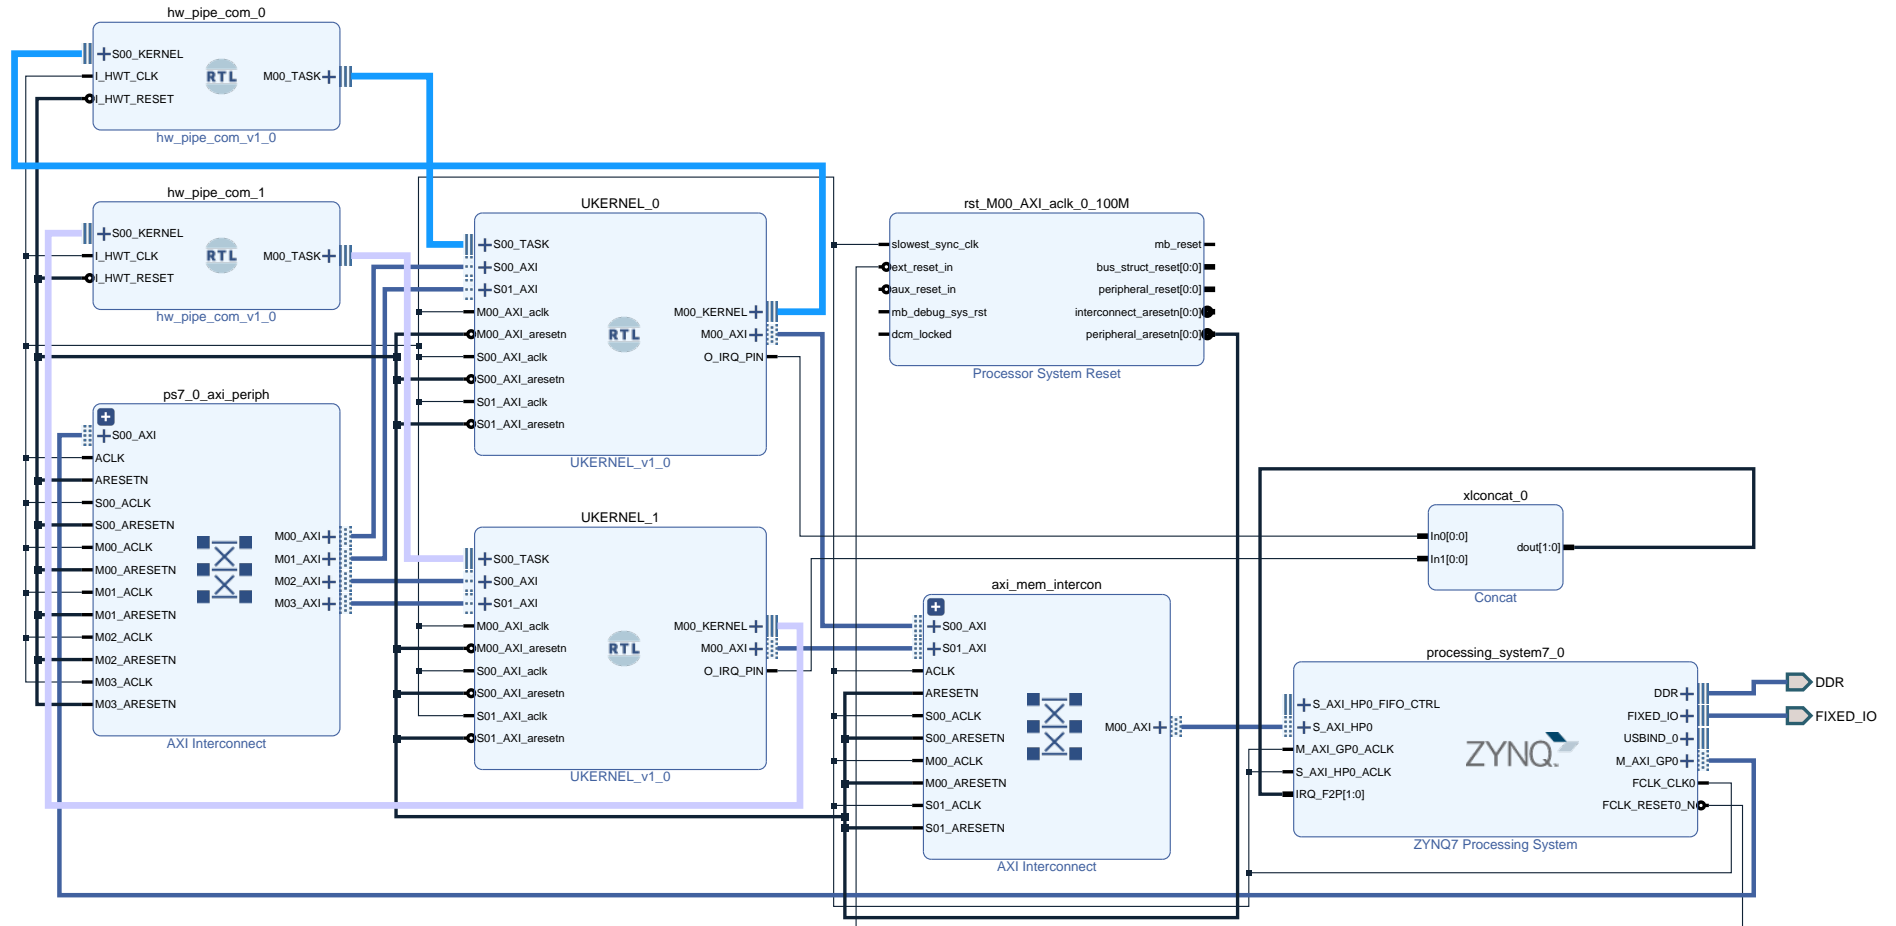 hw_pipe_com_0
S00_KERNEL
I_HWT_CLK
I_HWT_RESET
RTL
M00_TASK
hw_pipe_com_v1_0
hw_pipe_com_1
S00_KERNEL
I_HWT_CLK
I_HWT_RESET
RTL
M00_TASK
hw_pipe_com_v1_0
ps7_0_axi_periph
S00_AXI
ACLK
ARESETN
S00_ACLK
S00_ARESETN
M00_ACLK
M00_ARESETN
M01_ACLK
M01_ARESETN
M02_ACLK
M02_ARESETN
M03_ACLK
M03_ARESETN
M00_AXI
M01_AXI
M02_AXI
M03_AXI
AXI Interconnect
UKERNEL_0
S00_TASK
S00_AXI
S01_AXI
M00_AXI_aclk
M00_AXI_aresetn
S00_AXI_aclk
S00_AXI_aresetn
S01_AXI_aclk
S01_AXI_aresetn
RTL
M00_KERNEL
M00_AXI
O_IRQ_PIN
UKERNEL_v1_0
UKERNEL_1
S00_TASK
S00_AXI
S01_AXI
M00_AXI_aclk
M00_AXI_aresetn
S00_AXI_aclk
S00_AXI_aresetn
S01_AXI_aclk
S01_AXI_aresetn
RTL
M00_KERNEL
M00_AXI
O_IRQ_PIN
UKERNEL_v1_0
rst_M00_AXI_aclk_0_100M
slowest_sync_clk
ext_reset_in
aux_reset_in
mb_debug_sys_rst
dcm_locked
mb_reset
bus_struct_reset[0:0]
peripheral_reset[0:0]
interconnect_aresetn[0:0]
peripheral_aresetn[0:0]
Processor System Reset
axi_mem_intercon
S00_AXI
S01_AXI
ACLK
ARESETN
S00_ACLK
S00_ARESETN
M00_ACLK
M00_ARESETN
S01_ACLK
S01_ARESETN
M00_AXI
AXI Interconnect
xlconcat_0
In0[0:0]
In1[0:0]
dout[1:0]
Concat
processing_system7_0
S_AXI_HP0_FIFO_CTRL
S_AXI_HP0
M_AXI_GP0_ACLK
S_AXI_HP0_ACLK
IRQ_F2P[1:0]
ZYNQ
DDR
FIXED_IO
USBIND_0
M_AXI_GP0
FCLK_CLK0
FCLK_RESET0_N
ZYNQ7 Processing System
DDR
FIXED_IO